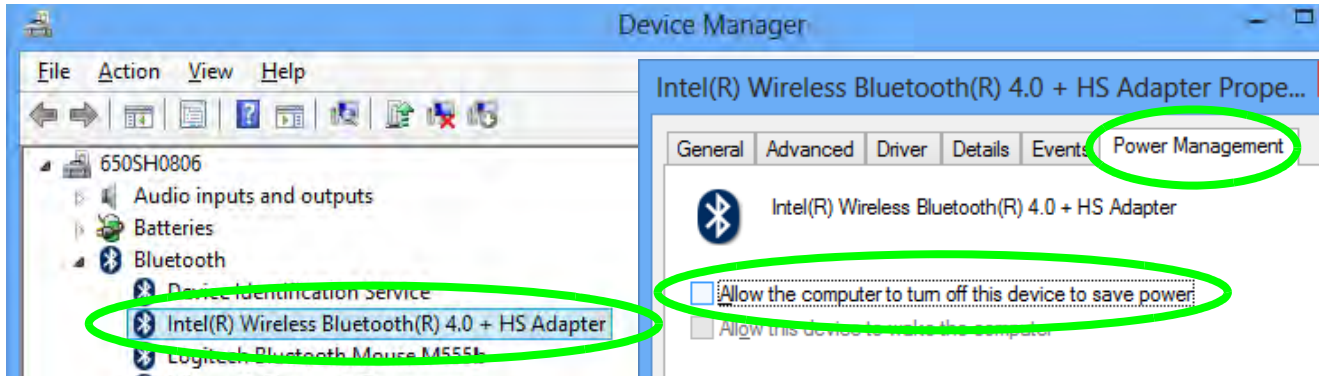 Device Manager
File Action View Help
650SH0806
Audio inputs and outputs
Batteries
Bluetooth
Device Identification Service
Intel(R) Wireless Bluetooth(R) 4.0 + HS Adapter
Logitech Bluetooth Mouse M555b
Intel(R) Wireless Bluetooth(R) 4.0 + HS Adapter Prope...
General Advanced Driver Details Events Power Management
Intel(R) Wireless Bluetooth(R) 4.0 + HS Adapter
Allow the computer to turn off this device to save power
Allow this device to wake the computer